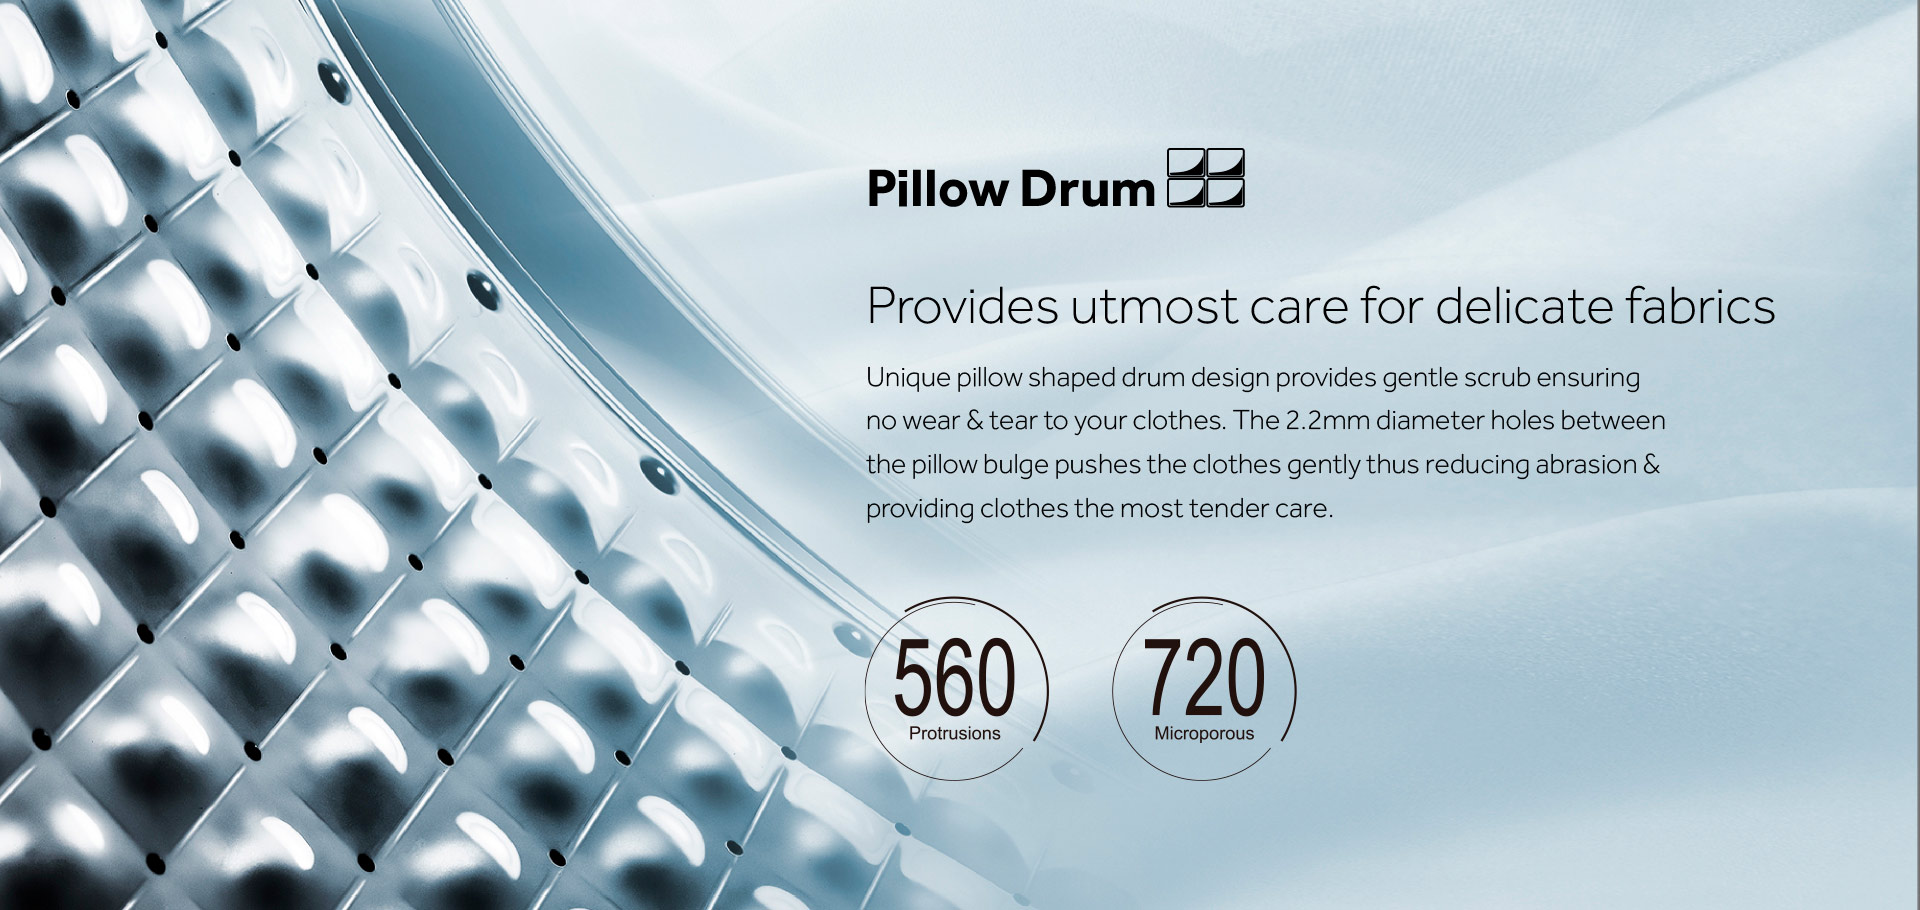 Pillow Drum
Provides utmost care for delicate fabrics
Unique pillow shaped drum design provides gentle scrub ensuring
no wear & tear to your clothes. The 2.2mm diameter holes between
the pillow bulge pushes the clothes gently thus reducing abrasion &
providing clothes the most tender care.
560
Protrusions
720
Microporous